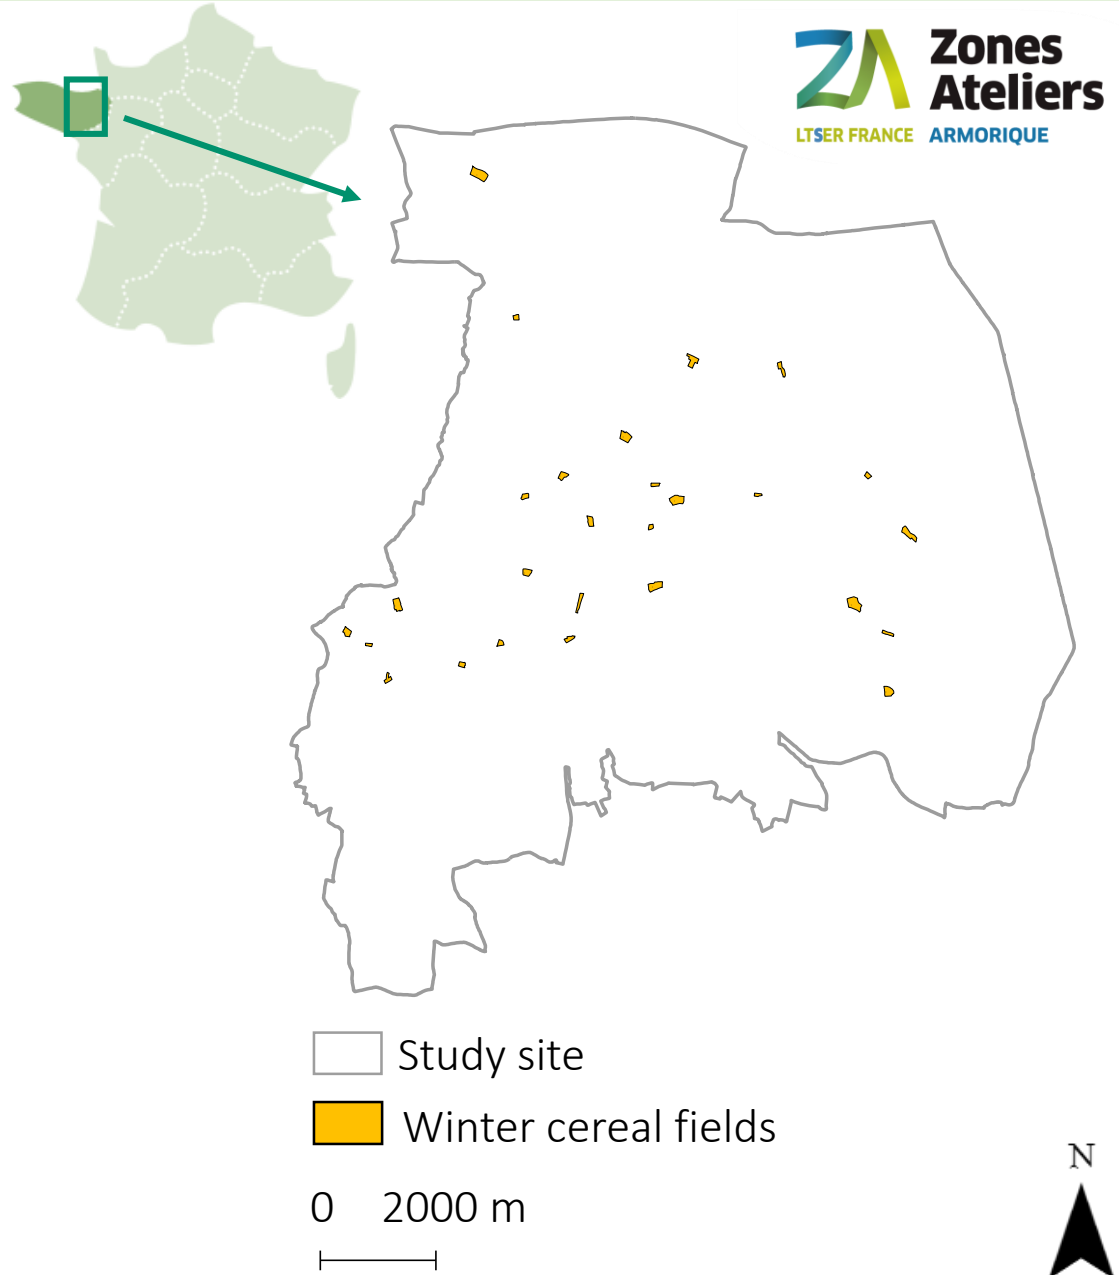 Zones
Ateliers
LTSER FRANCE ARMORIQUE
Study site
Winter cereal fields
0 2000 m
N